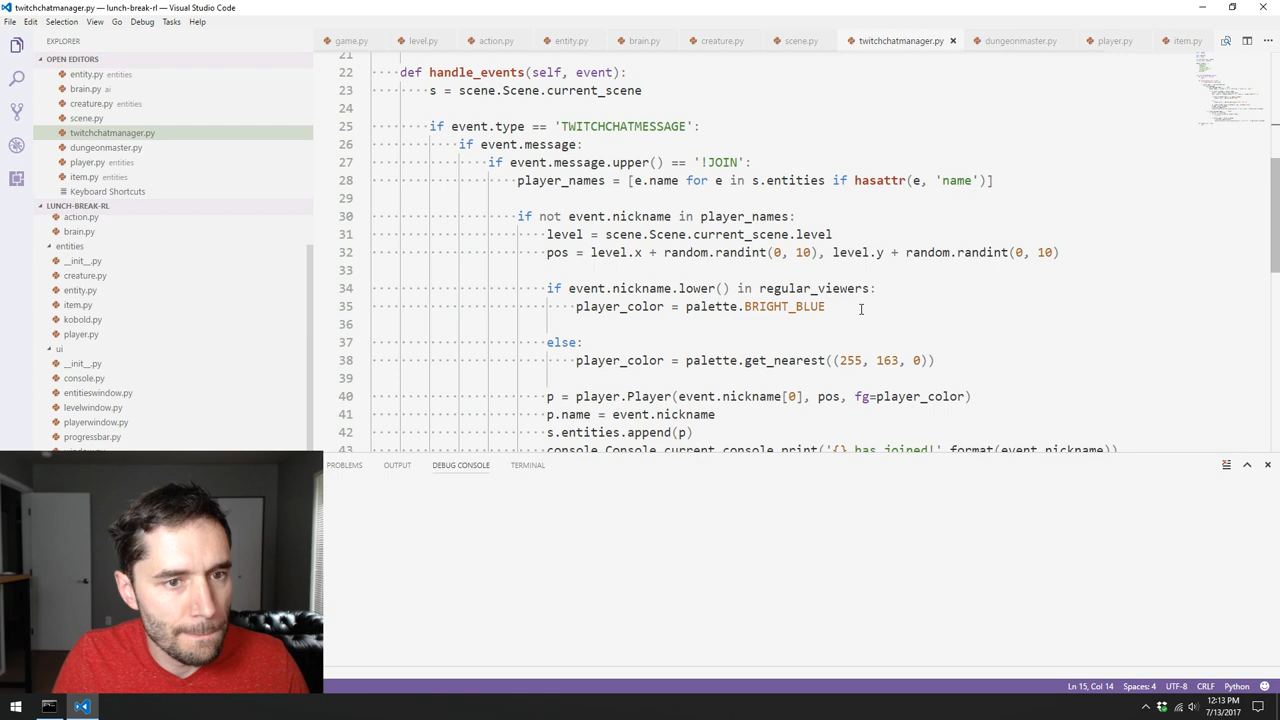 twitchchatmanager.py — lunch-break-rl — Visual Studio Code
File Edit Selection View Go Debug Tasks Help
EXPLORER
OPEN EDITORS
entity.py entities
brain.py ai
creature.py entities
scene.py
twitchchatmanager.py
dungeonmaster.py
player.py entities
item.py entities
Keyboard Shortcuts
LUNCH-BREAK-RL
action.py
brain.py
entities
__init__.py
creature.py
entity.py
item.py
kobold.py
player.py
ui
__init__.py
console.py
entitieswindow.py
levelwindow.py
playerwindow.py
progressbar.py
game.py level.py action.py entity.py brain.py creature.py scene.py twitchchatmanager.py dungeonmaster.py player.py item.py
21
22 def handle_events(self, event):
23 s = scene.Scene.current_scene
24
25 if event.type == 'TWITCHCHATMESSAGE':
26 if event.message:
27 if event.message.upper() == '!JOIN':
28 player_names = [e.name for e in s.entities if hasattr(e, 'name')]
29
30 if not event.nickname in player_names:
31 level = scene.Scene.current_scene.level
32 pos = level.x + random.randint(0, 10), level.y + random.randint(0, 10)
33
34 if event.nickname.lower() in regular_viewers:
35 player_color = palette.BRIGHT_BLUE
36
37 else:
38 player_color = palette.get_nearest((255, 163, 0))
39
40 p = player.Player(event.nickname[0], pos, fg=player_color)
41 p.name = event.nickname
42 s.entities.append(p)
43 console.Console.current_console.print('{} has joined!'.format(event.nickname))
PROBLEMS OUTPUT DEBUG CONSOLE TERMINAL
Ln 15, Col 14 Spaces: 4 UTF-8 CRLF Python
12:13 PM
7/13/2017